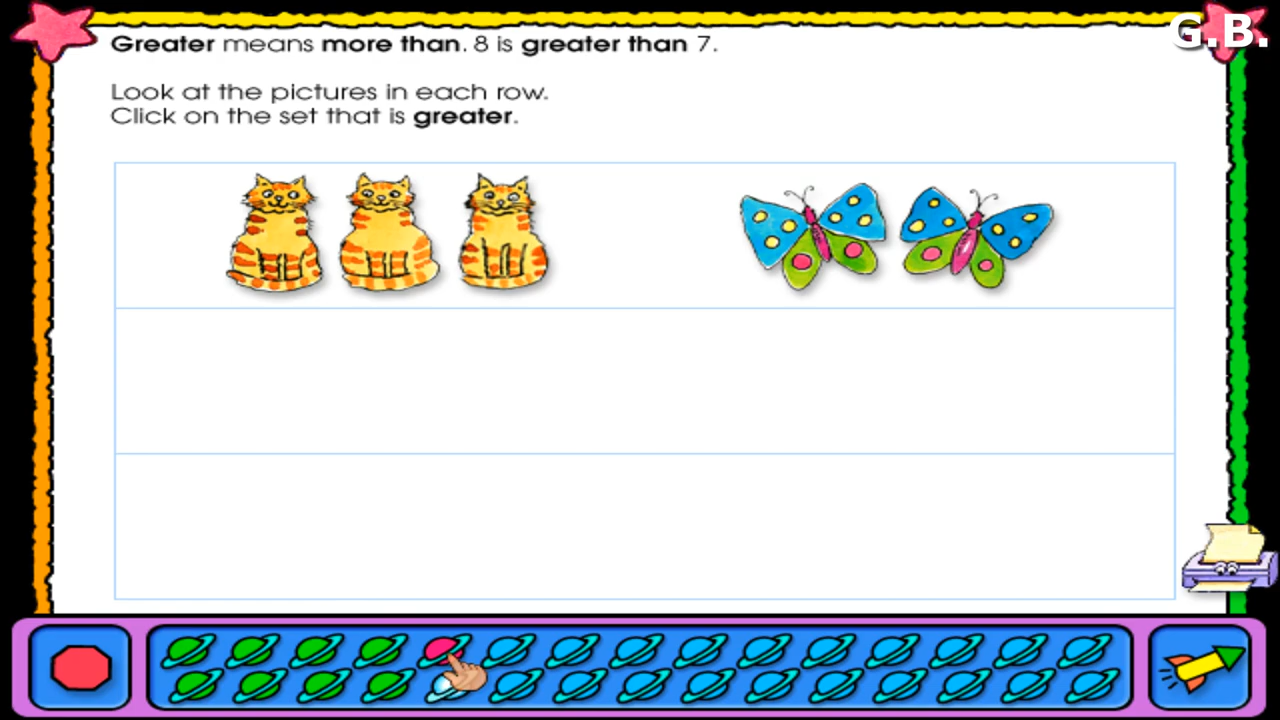 G.B.
Greater means more than. 8 is greater than 7.
Look at the pictures in each row.
Click on the set that is greater.